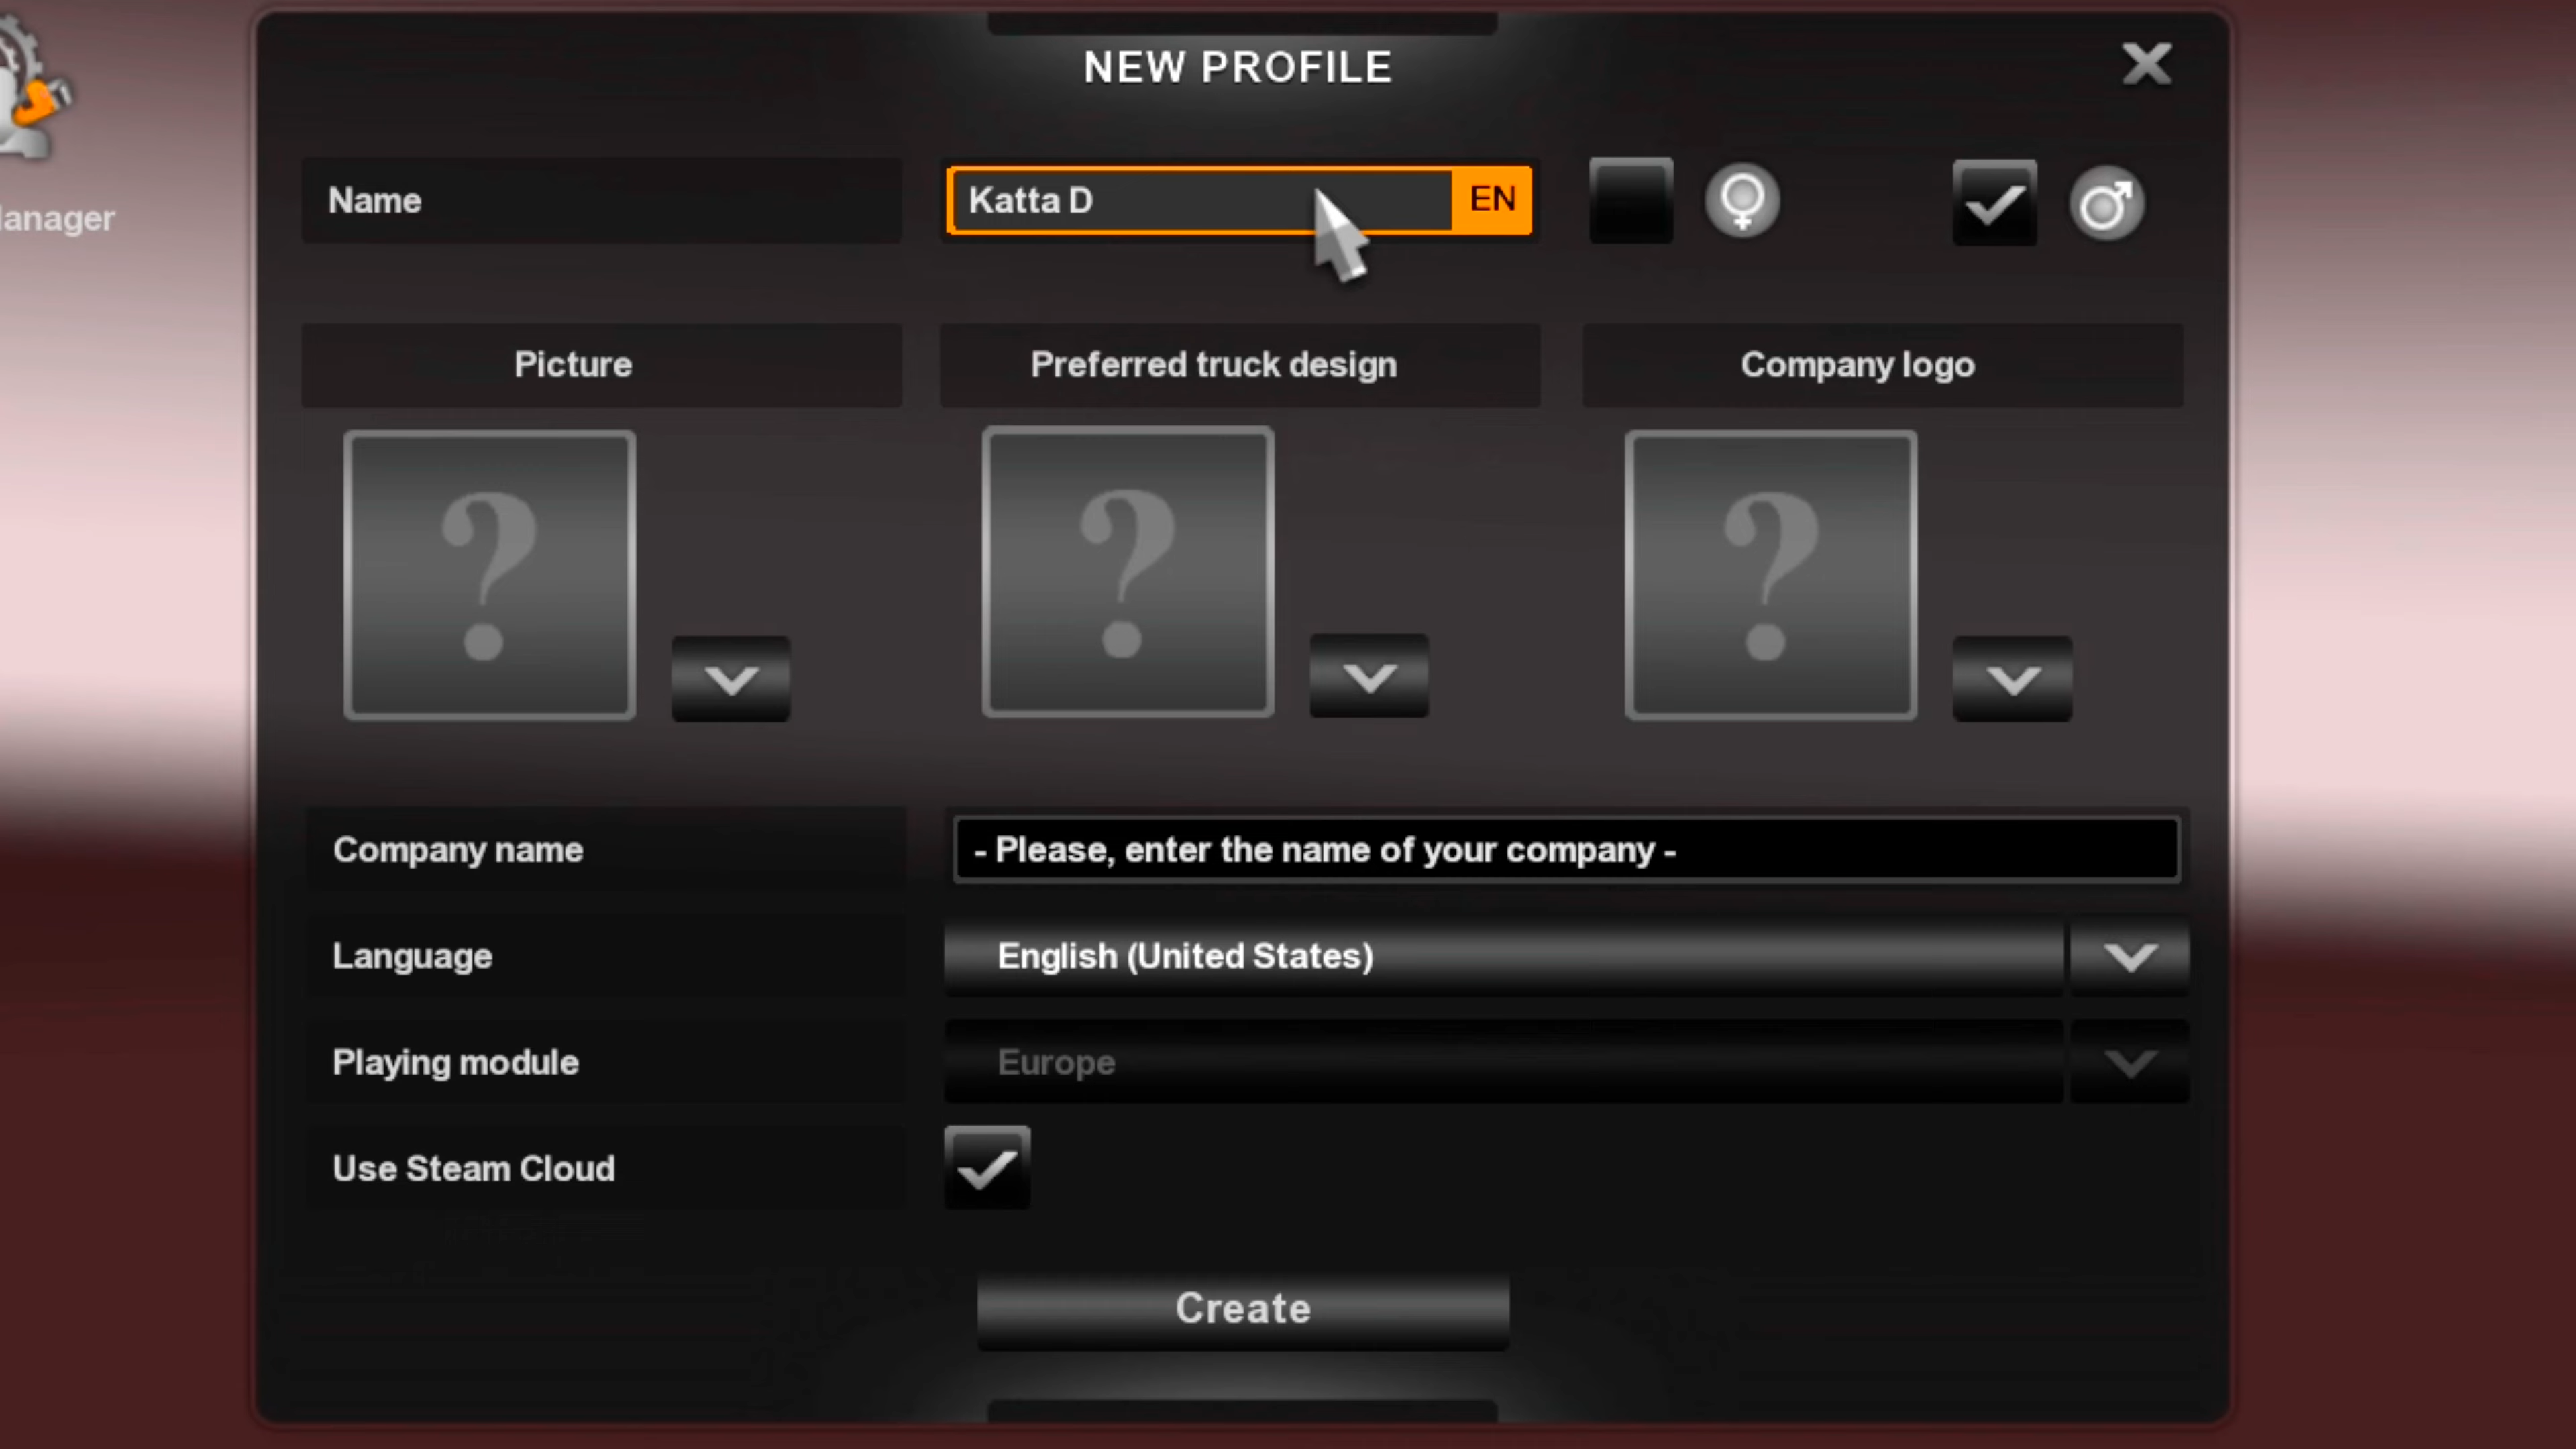 NEW PROFILE
Name
Katta D
EN
anager
Picture
Preferred truck design
Company logo
?
?
?
Company name
- Please, enter the name of your company -
Language
English (United States)
Playing module
Europe
Use Steam Cloud
Create